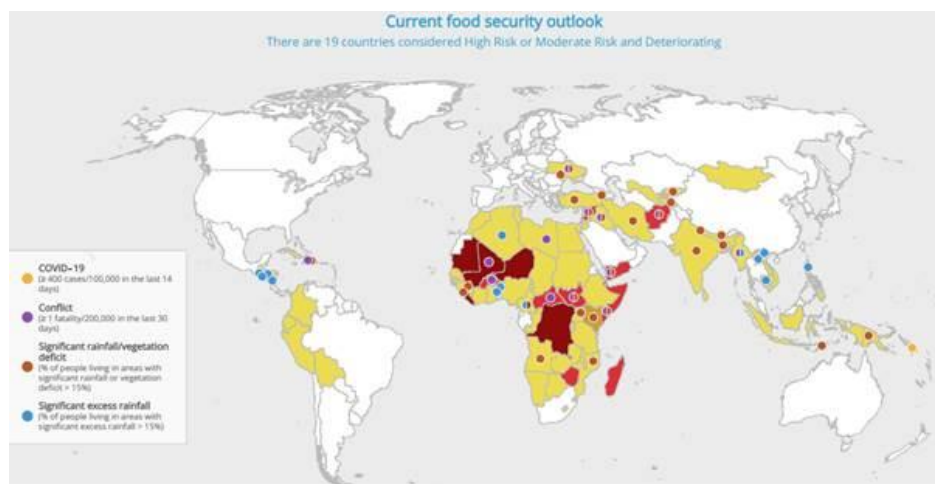 Current food security outlook
There are 19 countries considered High Risk or Moderate Risk and Deteriorating
COVID-19
(≥ 400 cases/100,000 in the last 14
days)
Conflict
(≥ 1 fatality/200,000 in the last 30
days)
Significant rainfall/vegetation
deficit
(% of people living in areas with
significant rainfall or vegetation
deficit > 15%)
Significant excess rainfall
(% of people living in areas with
significant excess rainfall > 15%)